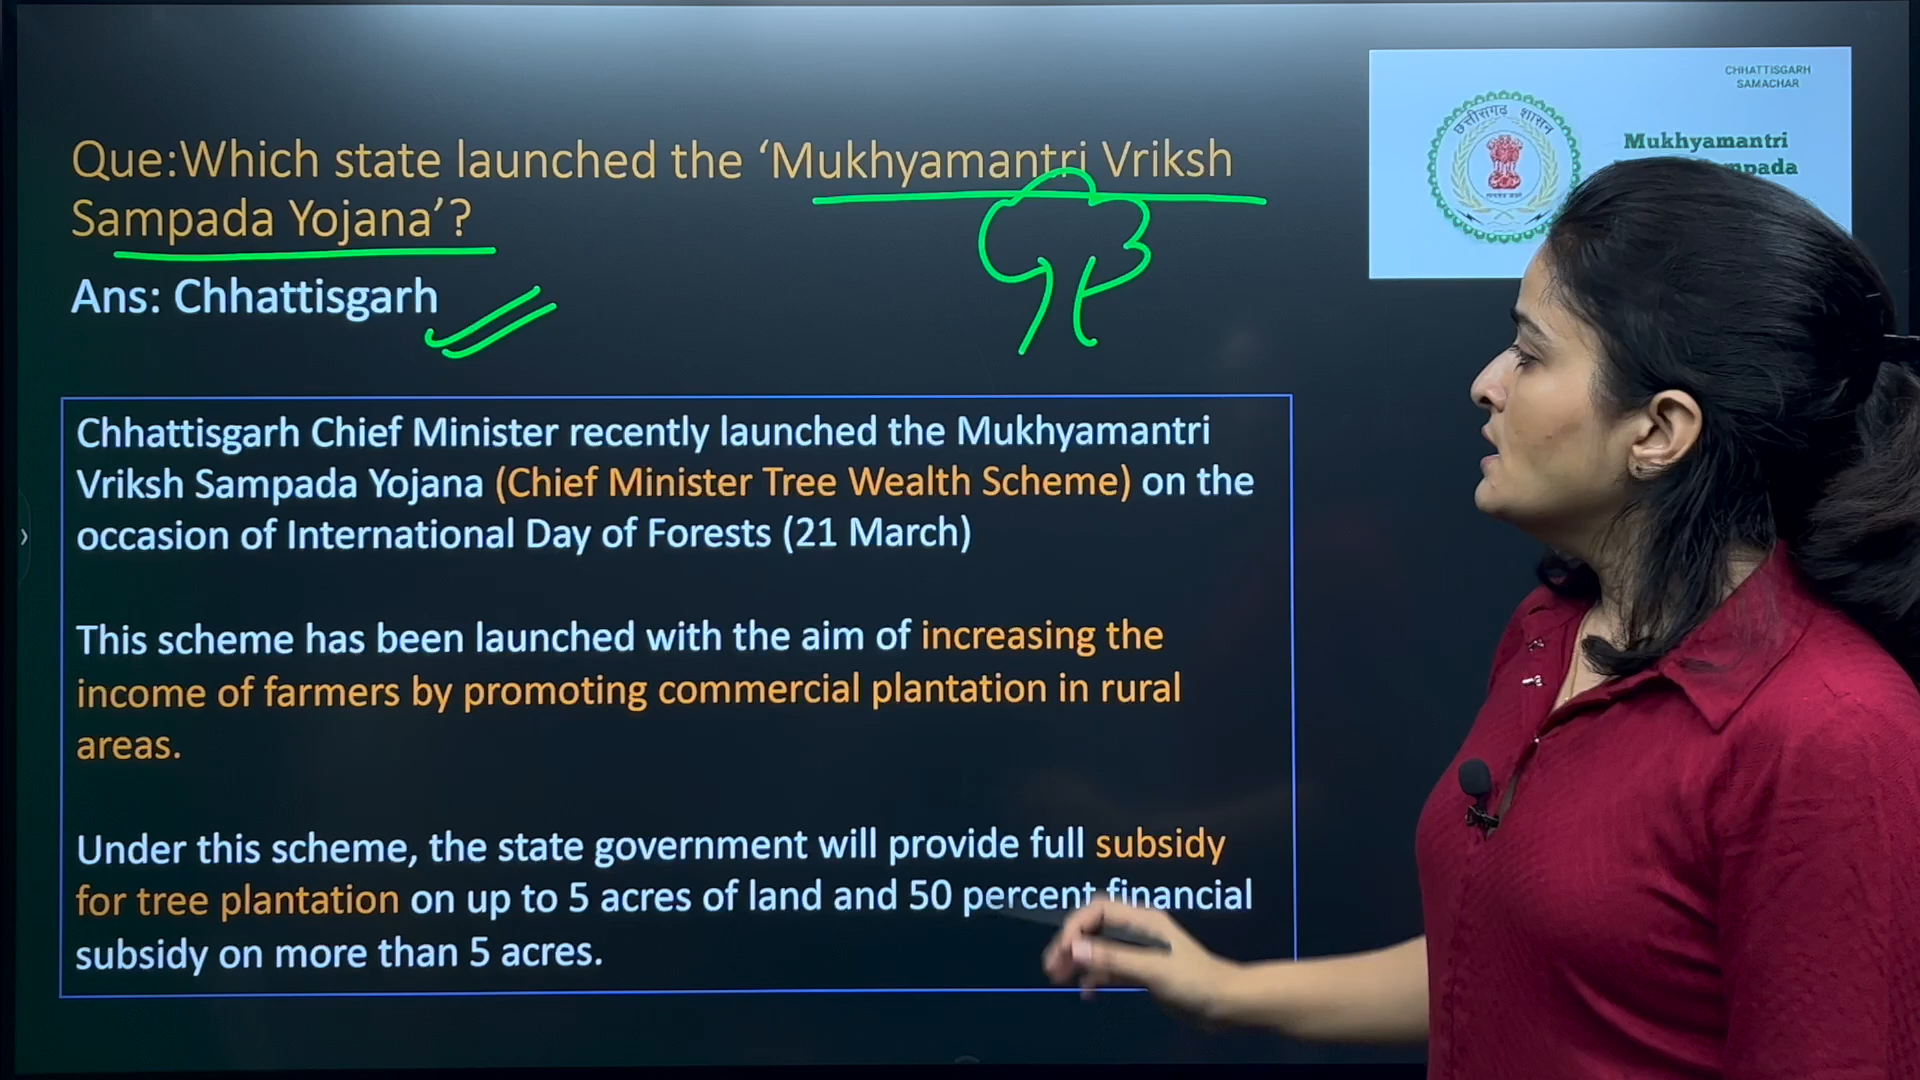 Que:Which state launched the ‘Mukhyamantri Vriksh
Sampada Yojana’?
Ans: Chhattisgarh
Chhattisgarh Chief Minister recently launched the Mukhyamantri
Vriksh Sampada Yojana (Chief Minister Tree Wealth Scheme) on the
occasion of International Day of Forests (21 March)
This scheme has been launched with the aim of increasing the
income of farmers by promoting commercial plantation in rural
areas.
Under this scheme, the state government will provide full subsidy
for tree plantation on up to 5 acres of land and 50 percent financial
subsidy on more than 5 acres.
CHHATTISGARH
SAMACHAR
छत्तीसगढ़ शासन
Mukhyamantri